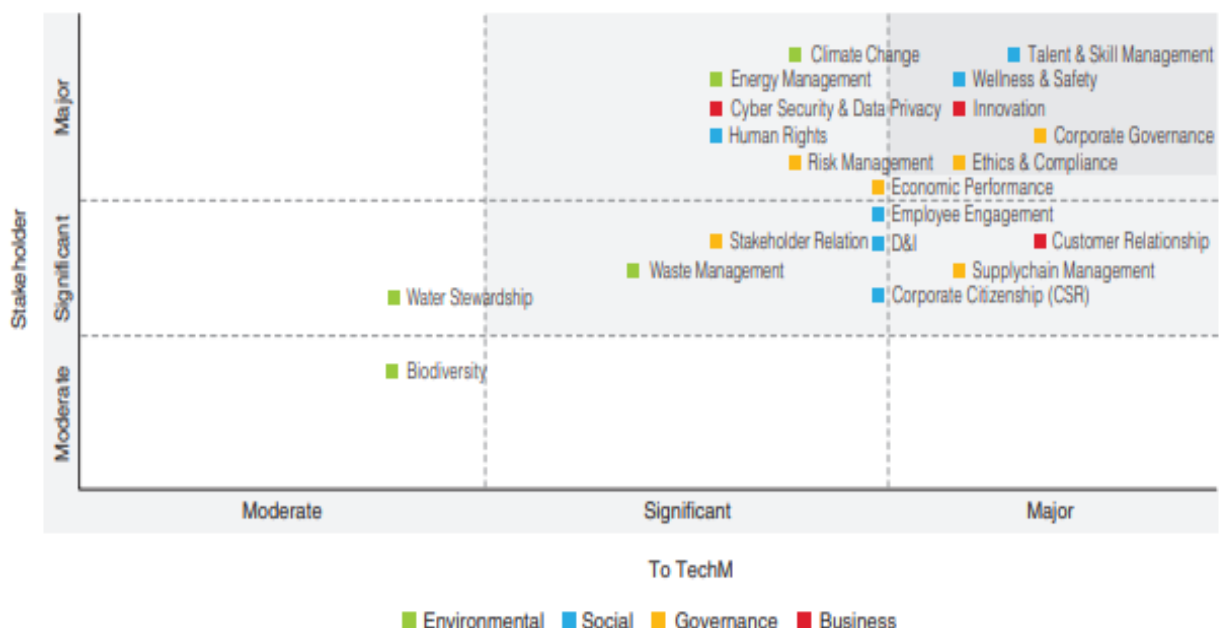 Climate Change
Talent & Skill Management
Energy Management
Wellness & Safety
Cyber Security & Data Privacy
Innovation
Human Rights
Corporate Governance
Risk Management
Ethics & Compliance
Economic Performance
Employee Engagement
Stakeholder Relation
D&I
Customer Relationship
Waste Management
Supplychain Management
Water Stewardship
Corporate Citizenship (CSR)
Biodiversity
Stakeholder
Major
Significant
Moderate
Moderate
Significant
Major
To TechM
Environmental
Social
Governance
Business